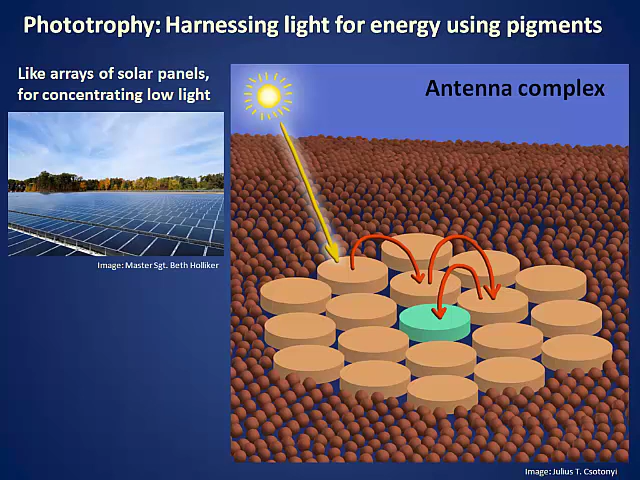 Phototrophy: Harnessing light for energy using pigments
Like arrays of solar panels,
for concentrating low light
Antenna complex
Image: Master Sgt. Beth Holliker
Image: Julius T. Csotonyi